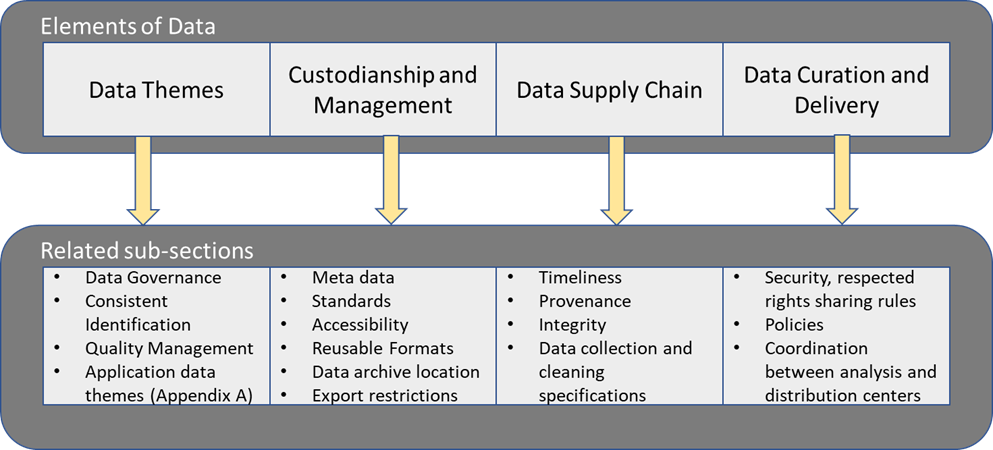 Elements of Data
Data Themes
Custodianship and
Management
Data Supply Chain
Data Curation and
Delivery
Related sub-sections
• Data Governance
• Consistent
Identification
• Quality Management
• Application data
themes (Appendix A)
• Meta data
• Standards
• Accessibility
• Reusable Formats
• Data archive location
• Export restrictions
• Timeliness
• Provenance
• Integrity
• Data collection and
cleaning
specifications
• Security, respected
rights sharing rules
• Policies
• Coordination
between analysis and
distribution centers